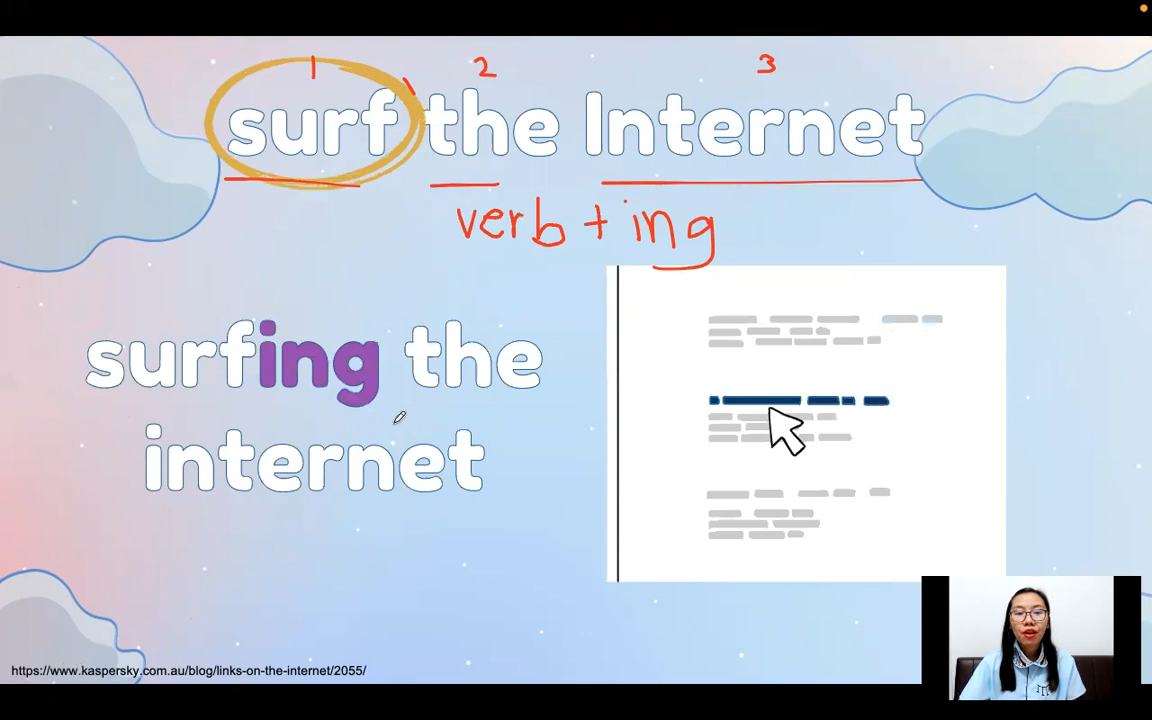 1 2 3
surf the Internet
verb + ing
surfing the
internet
https://www.kaspersky.com.au/blog/links-on-the-internet/2055/